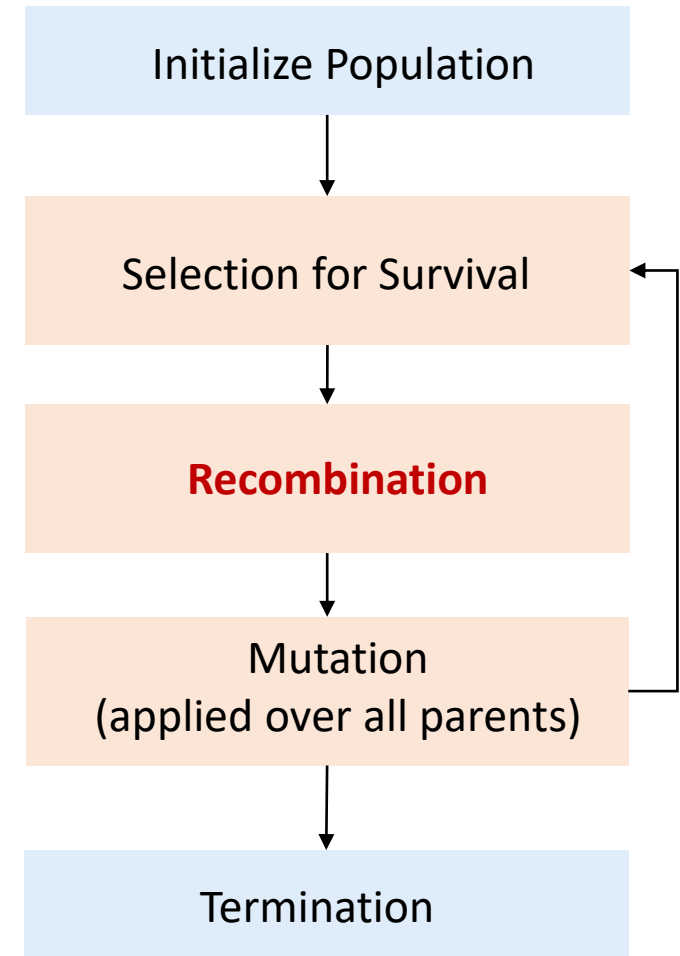 Initialize Population
Selection for Survival
Recombination
Mutation
(applied over all parents)
Termination